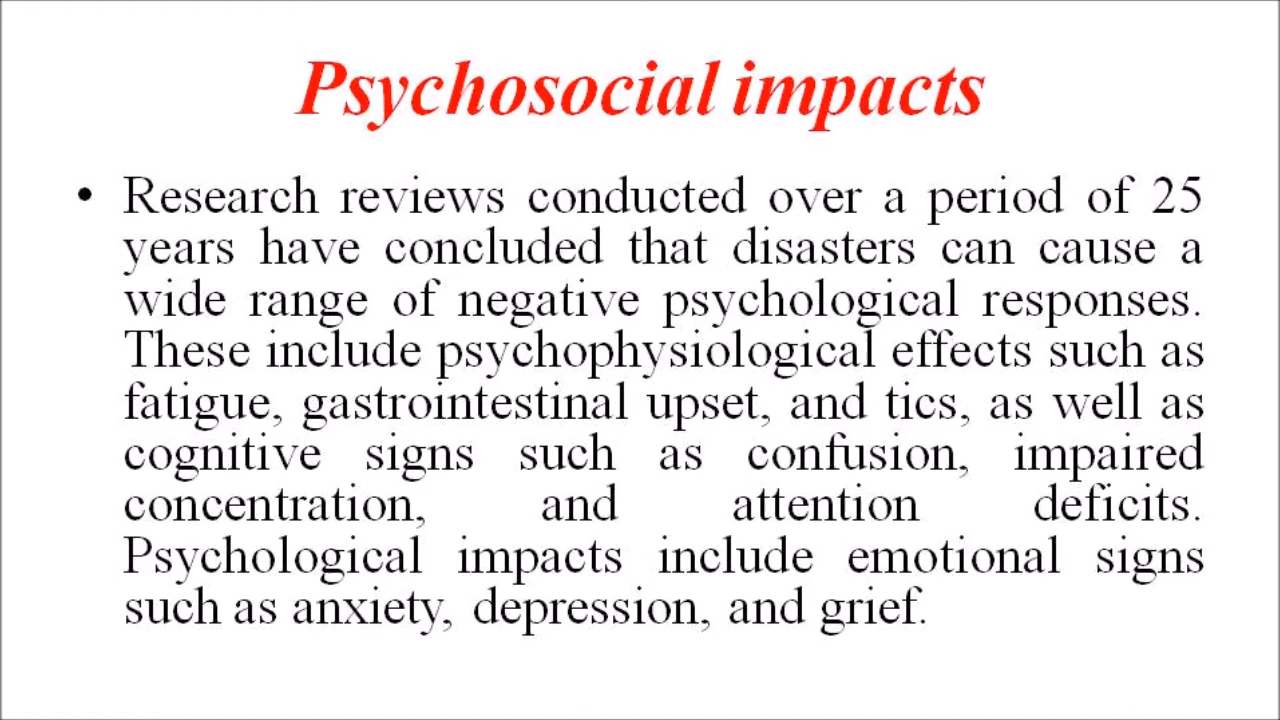 Psychosocial impacts
• Research reviews conducted over a period of 25
years have concluded that disasters can cause a
wide range of negative psychological responses.
These include psychophysiological effects such as
fatigue, gastrointestinal upset, and tics, as well as
cognitive signs such as confusion, impaired
concentration, and attention deficits.
Psychological impacts include emotional signs
such as anxiety, depression, and grief.